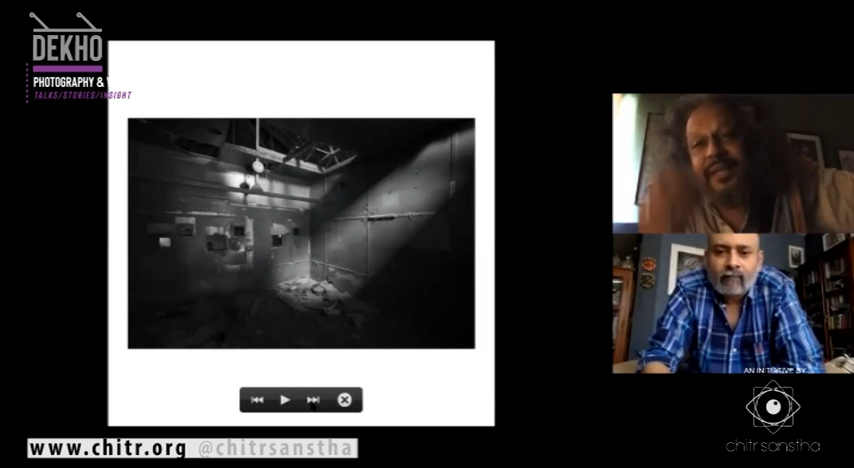 DEKHO
PHOTOGRAPHY &
TALKS/STORIES/INSIGHT
AN INITIATIVE BY
chitrsanstha
www.chitr.org @chitrsanstha